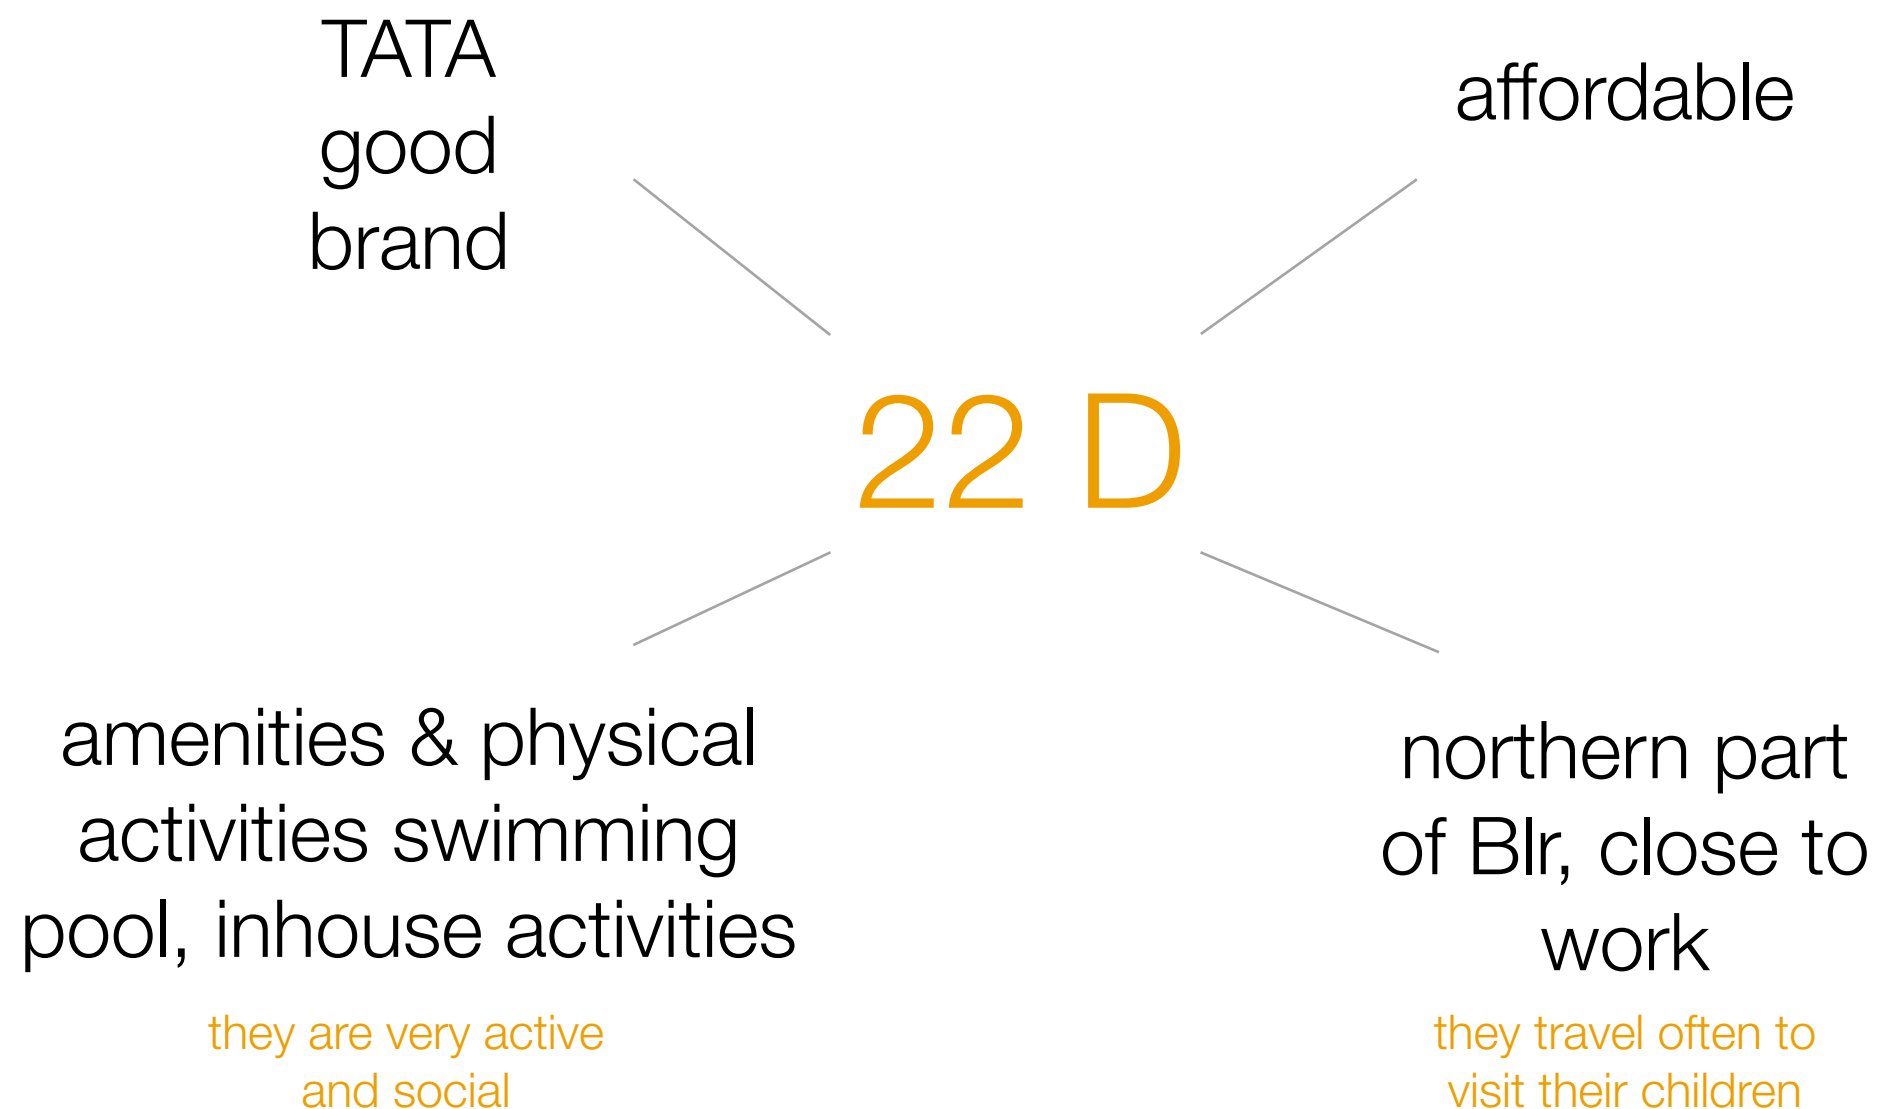 TATA
good
brand
affordable
22 D
amenities & physical
activities swimming
pool, inhouse activities
they are very active
and social
northern part
of Blr, close to
work
they travel often to
visit their children